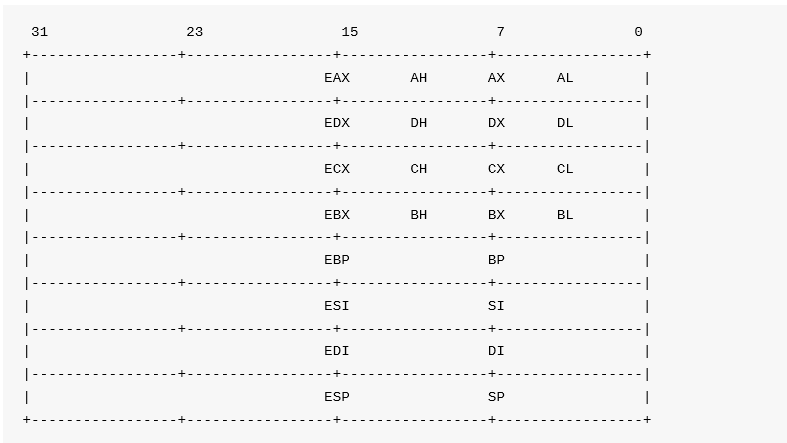 31                23                15                7               0
+-----------------+-----------------+-----------------+-----------------+
|                                  EAX       AH       AX      AL        |
|-----------------+-----------------+-----------------+-----------------|
|                                  EDX       DH       DX      DL        |
|-----------------+-----------------+-----------------+-----------------|
|                                  ECX       CH       CX      CL        |
|-----------------+-----------------+-----------------+-----------------|
|                                  EBX       BH       BX      BL        |
|-----------------+-----------------+-----------------+-----------------|
|                                  EBP                BP                |
|-----------------+-----------------+-----------------+-----------------|
|                                  ESI                SI                |
|-----------------+-----------------+-----------------+-----------------|
|                                  EDI                DI                |
|-----------------+-----------------+-----------------+-----------------|
|                                  ESP                SP                |
+-----------------+-----------------+-----------------+-----------------+